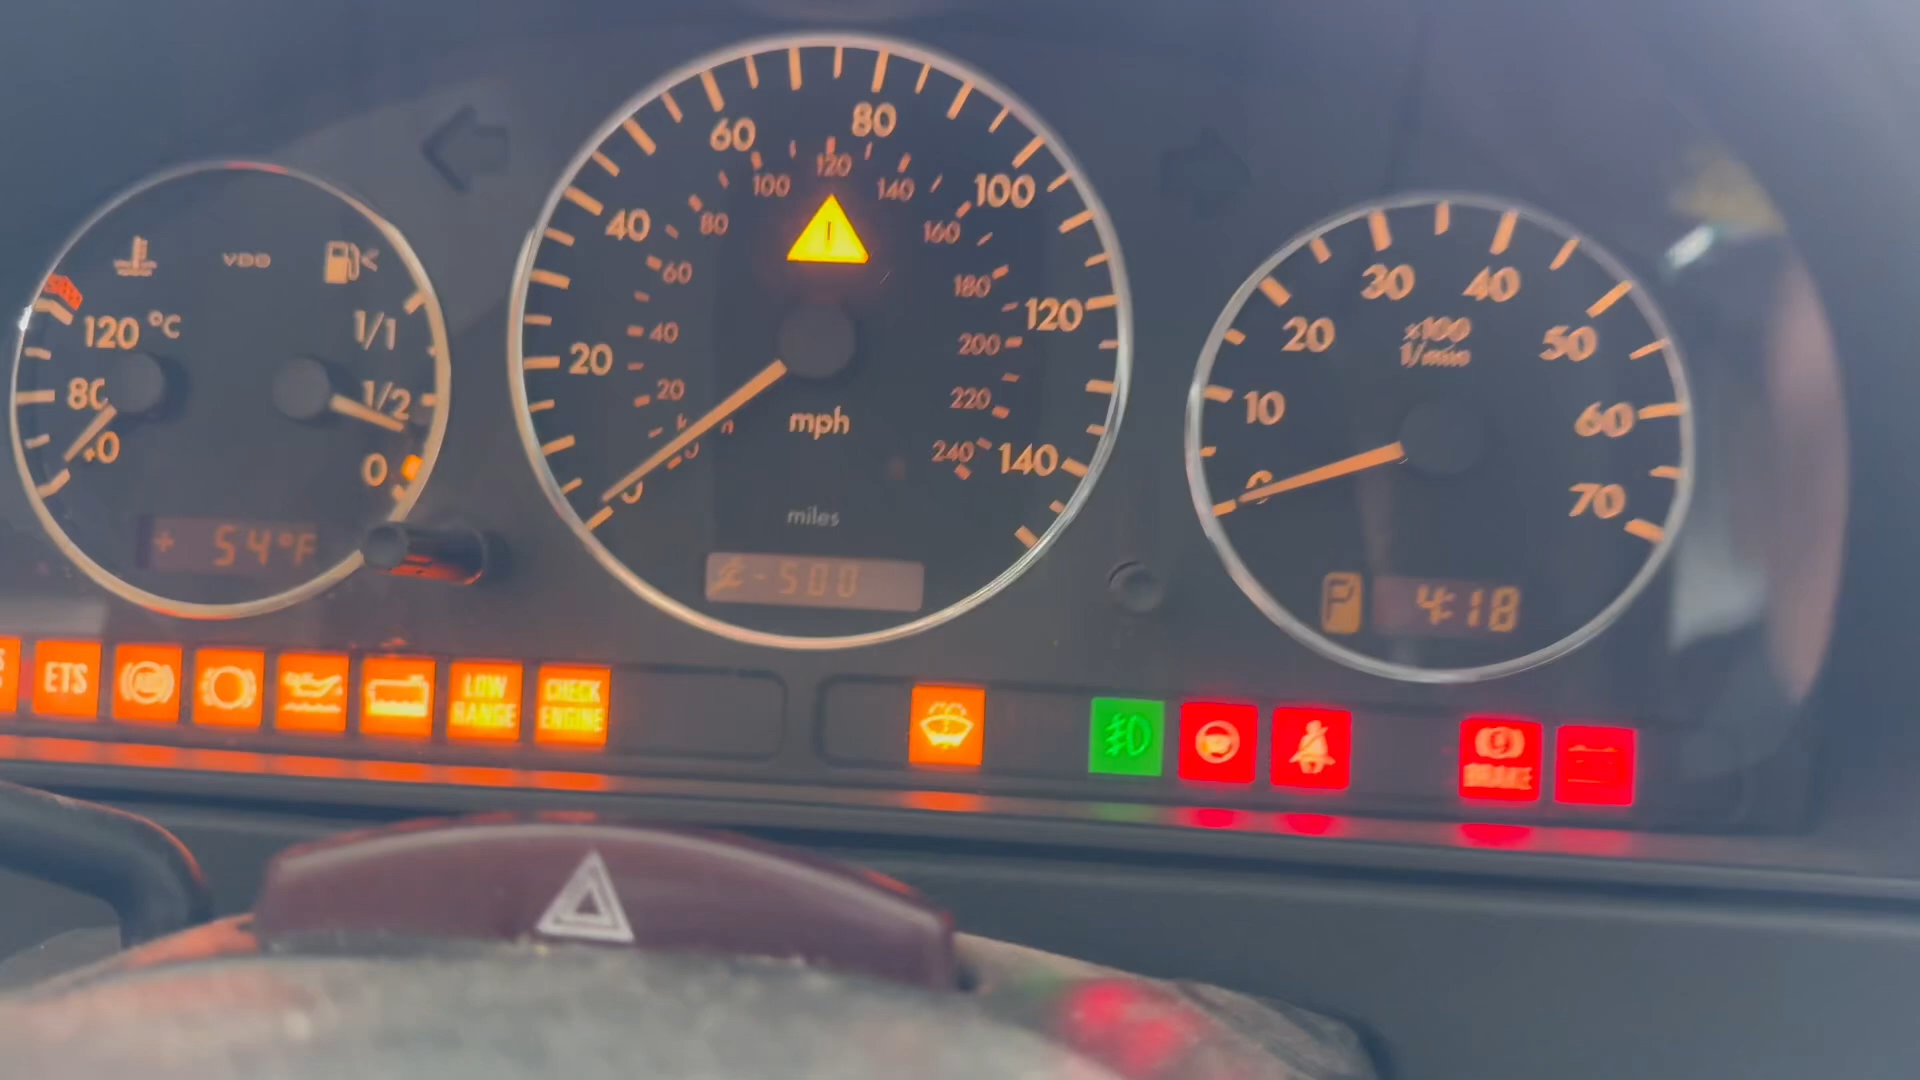 120 °C
80
VDO
1/1
1/2
0
+ 54°F
20
40
60
80
100
120
140
20
40
60
80
100
120
140
160
180
200
220
240
mph
miles
-500
0
10
20
30
40
50
60
70
x100
1/min
P
4:18
ETS
LOW
RANGE
CHECK
ENGINE
BRAKE